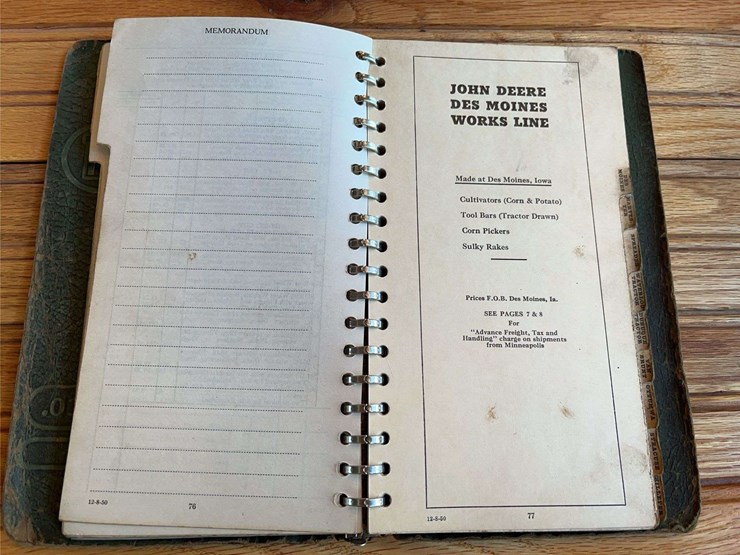 MEMORANDUM
12-8-50
76
JOHN DEERE
DES MOINES
WORKS LINE
Made at Des Moines, Iowa
Cultivators (Corn & Potato)
Tool Bars (Tractor Drawn)
Corn Pickers
Sulky Rakes
Prices F.O.B. Des Moines, Ia.
SEE PAGES 7 & 8
For
"Advance Freight, Tax and
Handling" charge on shipments
from Minneapolis
12-8-50
77